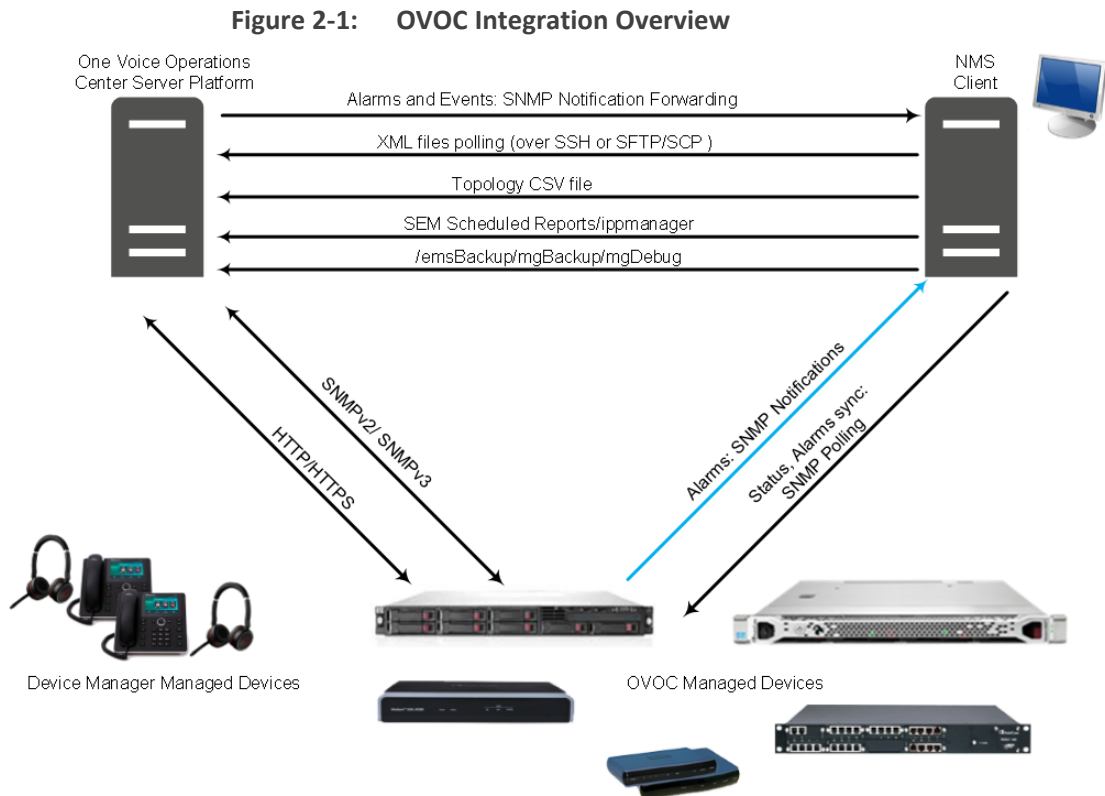 Figure 2-1: OVOC Integration Overview
One Voice Operations
Center Server Platform
NMS
Client
Alarms and Events: SNMP Notification Forwarding
XML files polling (over SSH or SFTP/SCP )
Topology CSV file
SEM Scheduled Reports/ippmanager
/emsBackup/mgBackup/mgDebug
SNMPv2/ SNMPv3
HTTP/HTTPS
Alarms: SNMP Notifications
Status, Alarms sync:
SNMP Polling
Device Manager Managed Devices
OVOC Managed Devices